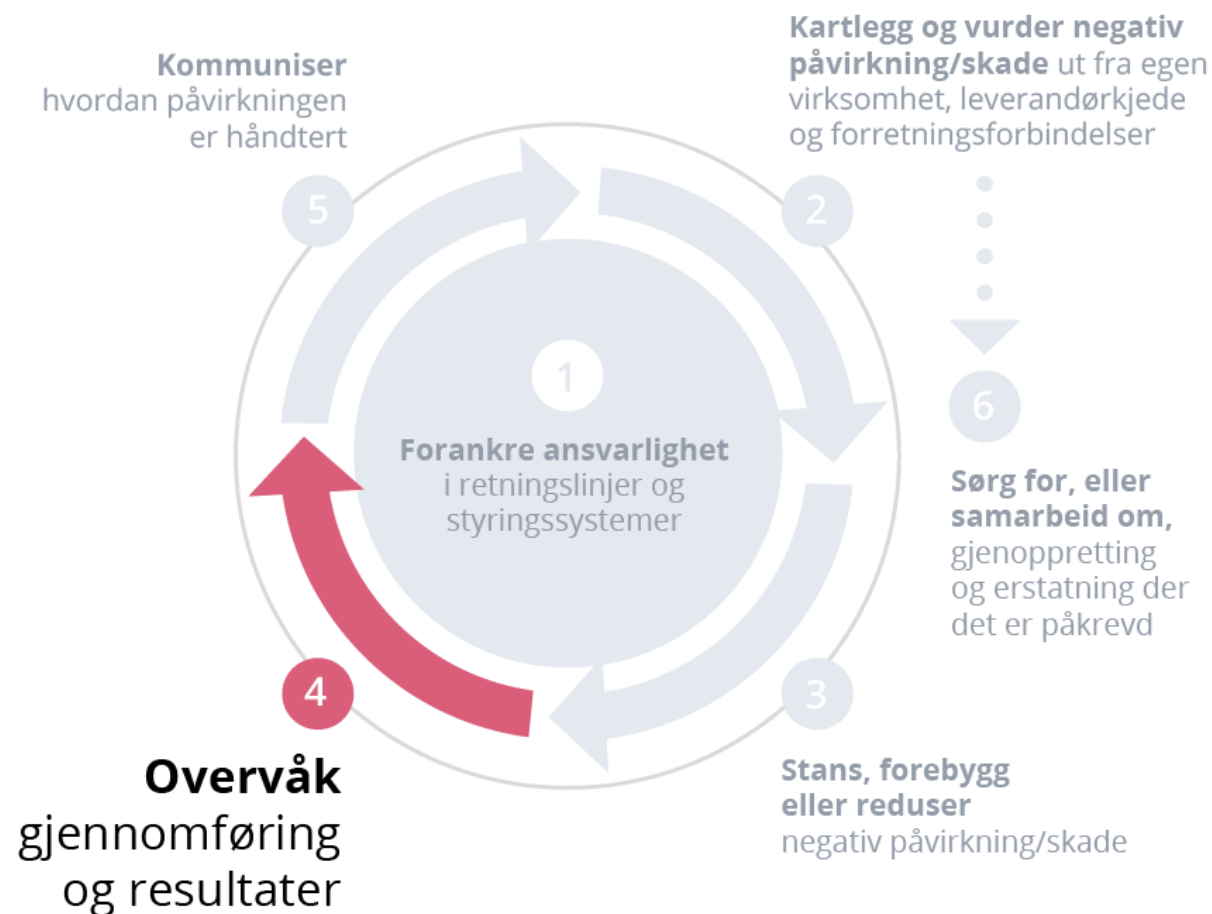 Kommuniser
hvordan påvirkningen
er håndtert
5
Kartlegg og vurder negativ
påvirkning/skade ut fra egen
virksomhet, leverandørkjede
og forretningsforbindelser
2
1
Forankre ansvarlighet
i retningslinjer og
styringssystemer
6
Sørg for, eller
samarbeid om,
gjenoppretting
og erstatning der
det er påkrevd
4
Overvåk
gjennomføring
og resultater
3
Stans, forebygg
eller reduser
negativ påvirkning/skade